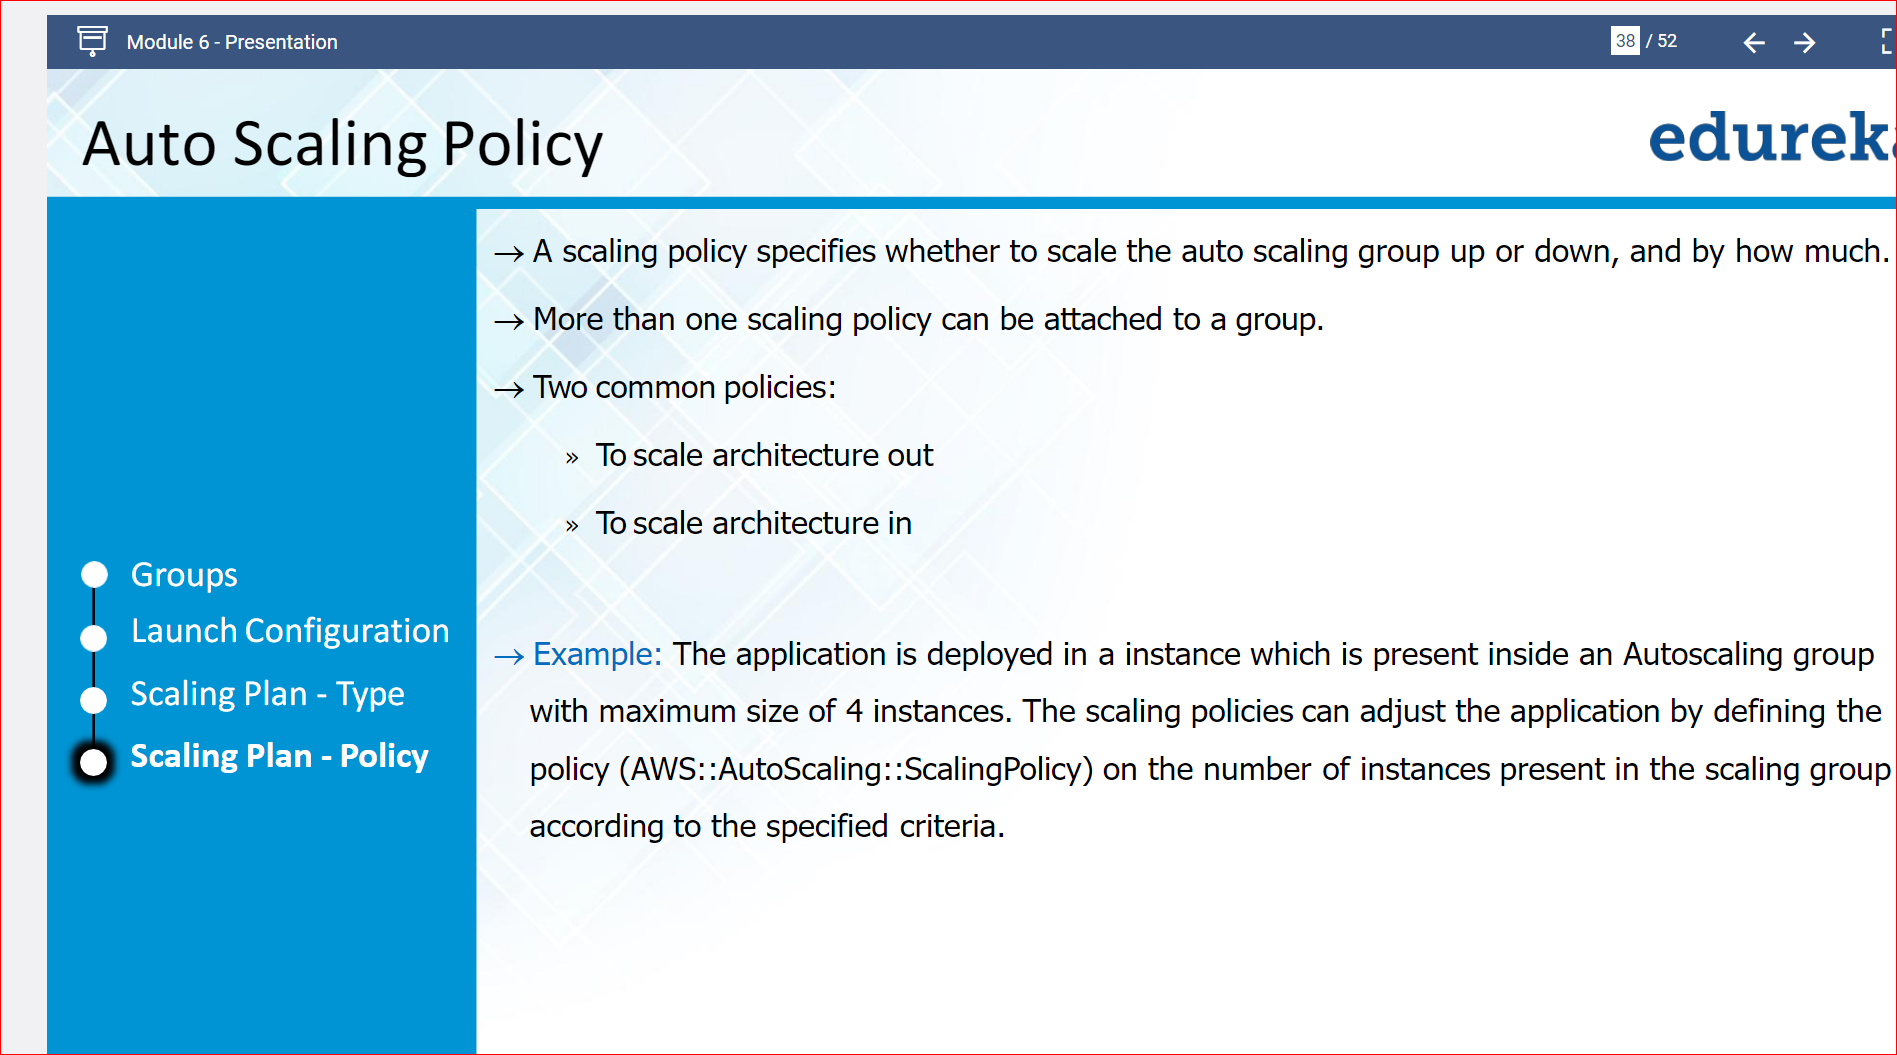 Module 6 - Presentation
38 / 52
Auto Scaling Policy
edureka
→ A scaling policy specifies whether to scale the auto scaling group up or down, and by how much.
→ More than one scaling policy can be attached to a group.
→ Two common policies:
» To scale architecture out
» To scale architecture in
Groups
Launch Configuration
Scaling Plan - Type
Scaling Plan - Policy
→ Example: The application is deployed in a instance which is present inside an Autoscaling group
with maximum size of 4 instances. The scaling policies can adjust the application by defining the
policy (AWS::AutoScaling::ScalingPolicy) on the number of instances present in the scaling group
according to the specified criteria.